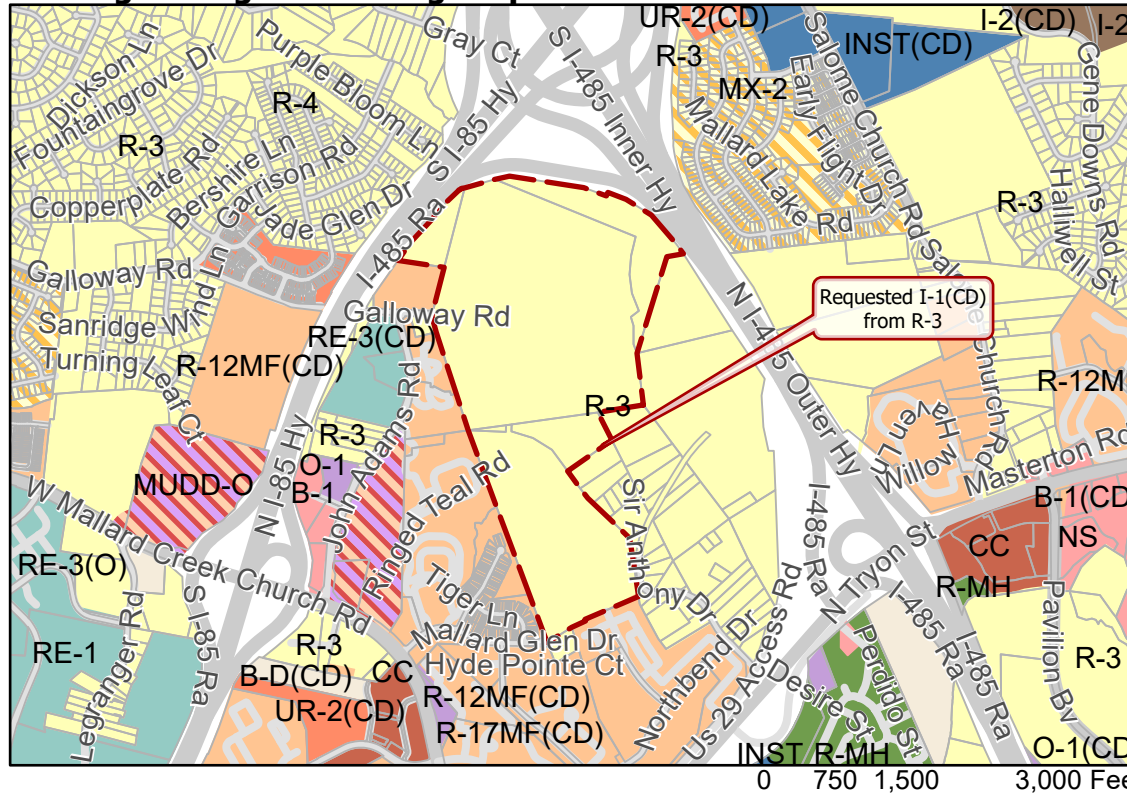 Gray Ct
UR-2(CD)
I-2(CD)
I-2
INST(CD)
R-3
MX-2
Dickson Ln
Fountaingrove Dr
Purple Bloom Ln
R-4
R-3
S I-85 Hy
S I-485 Inner Hy
Salome Church Rd
Early Flight Dr
Mallard Lake Rd
Gene Downs Rd
Halliwell St
R-3
Copperplate Rd
Bershire Ln
Garrison Rd
Jade Glen Dr
I-485 Ra
Galloway Rd
Sanridge Wind Ln
Turning Leaf Ct
R-12MF(CD)
Galloway Rd
RE-3(CD)
Requested I-1(CD)
from R-3
N I-485 Outer Hy
R-3
R-3
O-1
B-1
MUDD-O
N I-85 Hy
John Adams Rd
Ringed Teal Rd
Willow Haven Ln
R-12M
Masterton Rd
B-1(CD
NS
CC
R-MH
W Mallard Creek Church Rd
RE-3(O)
RE-1
Legranger Rd
S I-85 Ra
Tiger Ln
Mallard Glen Dr
Hyde Pointe Ct
Sir Anthony Dr
I-485 Ra
N Tryon St
I-485 Ra
I-485 Ra
Pavilion Bv
R-3
R-3
B-D(CD)
CC
UR-2(CD)
R-12MF(CD)
R-17MF(CD)
Northbend Dr
Us 29 Access Rd
Desire St
Perdido St
INST
R-MH
O-1(CD
0 750 1,500 3,000 Fee